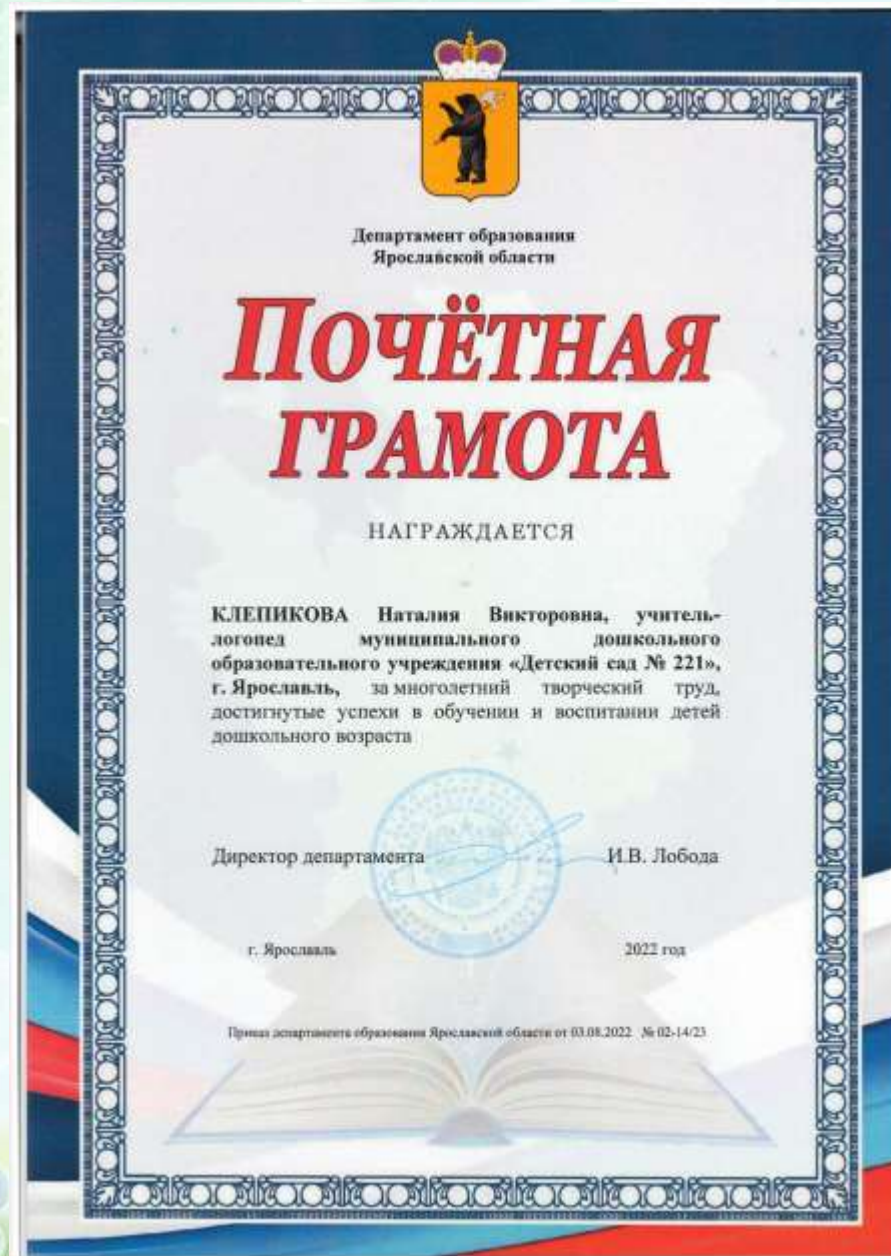 Департамент образования
Ярославской области
ПОЧЁТНАЯ
ГРАМОТА
НАГРАЖДАЕТСЯ
КЛЕПИКОВА Наталия Викторовна, учитель-
логопед муниципального дошкольного
образовательного учреждения «Детский сад № 221»,
г. Ярославль, за многолетний творческий труд,
достигнутые успехи в обучении и воспитании детей
дошкольного возраста
Директор департамента И.В. Лобода
г. Ярославль 2022 год
Приказ департамента образования Ярославской области от 03.08.2022 № 02-14/23